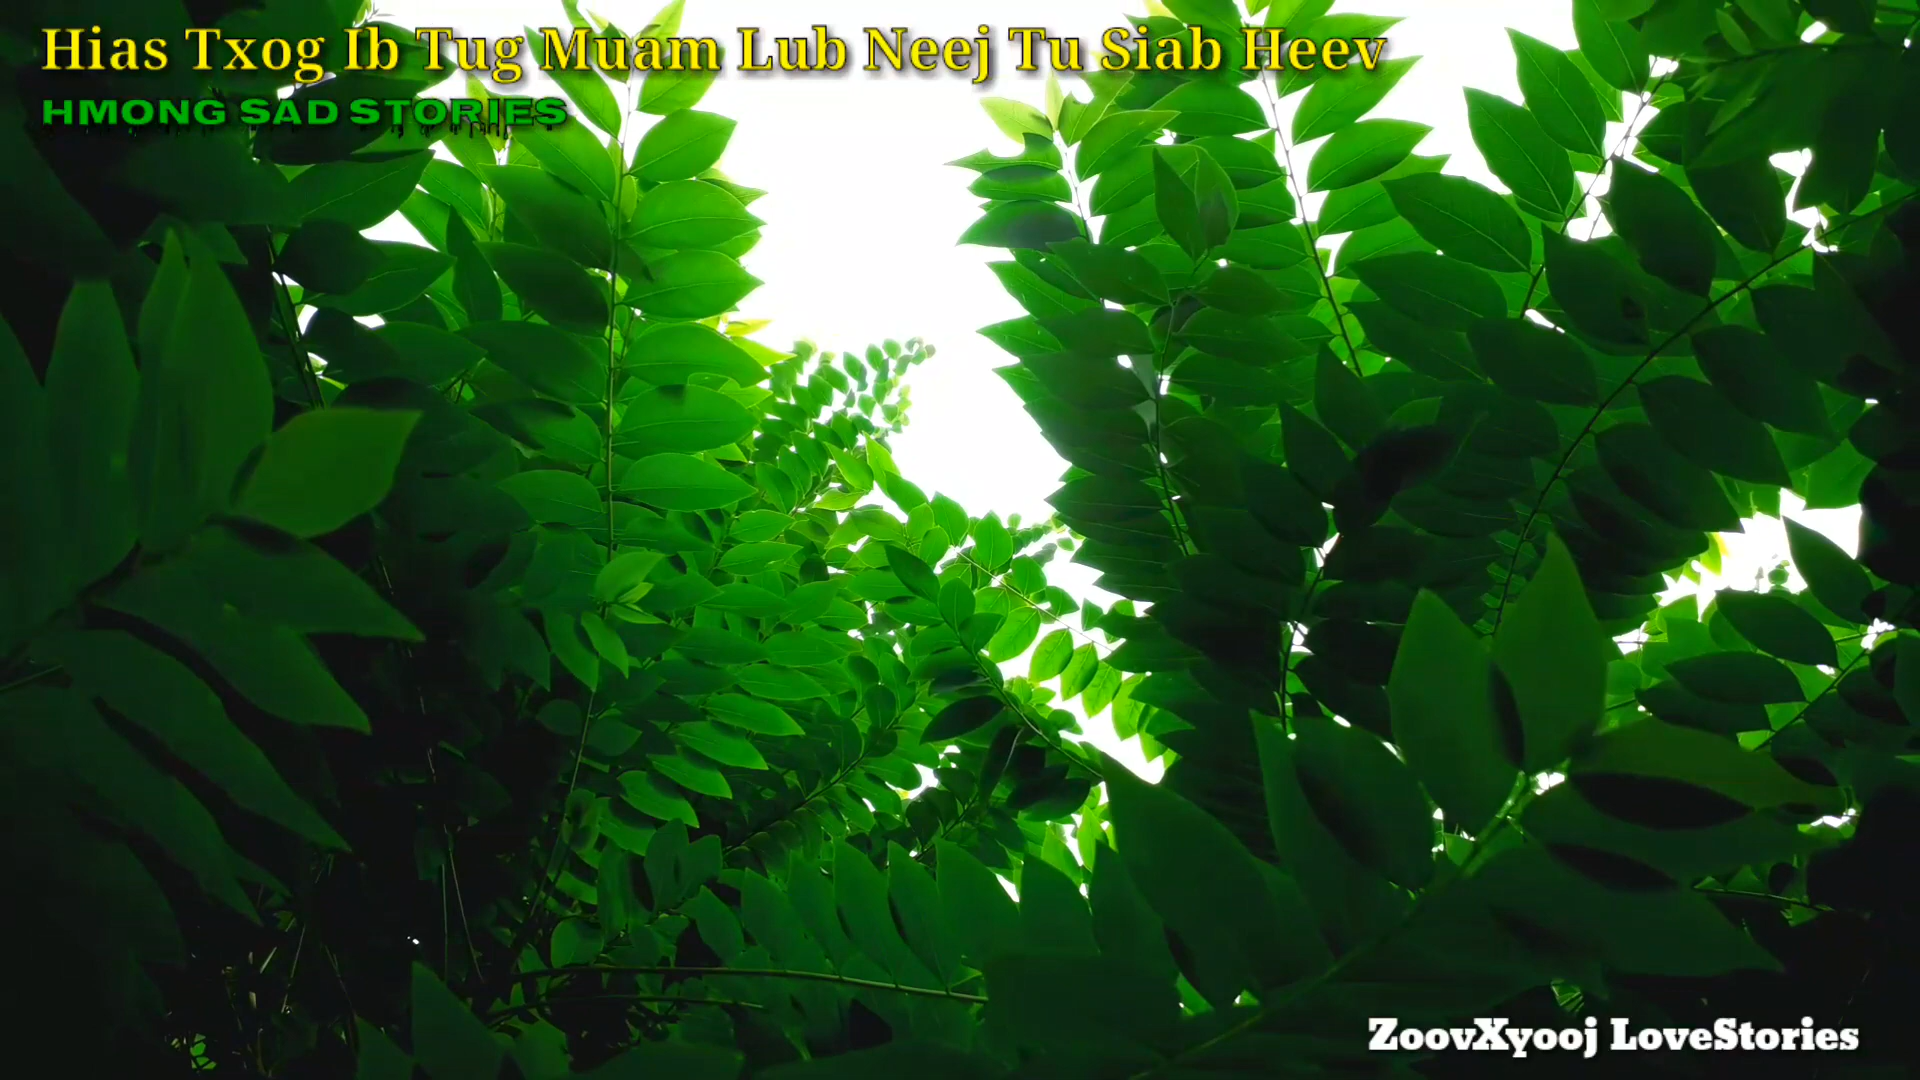 Hias Txog Ib Tug Muam Lub Neej Tu Siab Heev
HMONG SAD STORIES
ZoovXyooj LoveStories